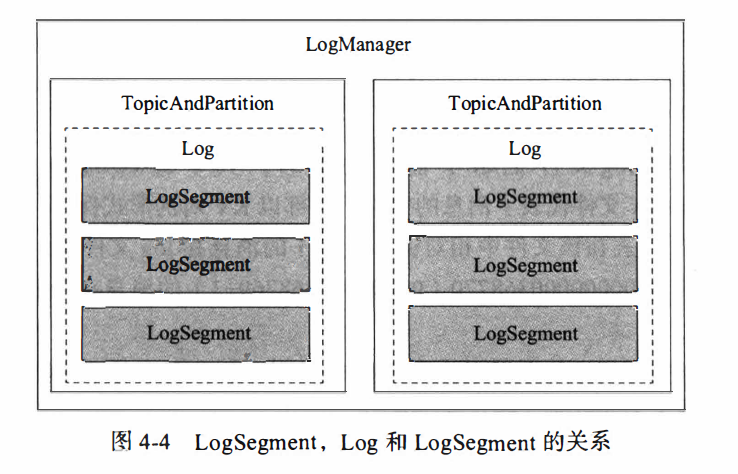 LogManager
TopicAndPartition TopicAndPartition
Log Log
LogSegment LogSegment
LogSegment LogSegment
LogSegment LogSegment
图 4-4 LogSegment，Log 和 LogSegment 的关系